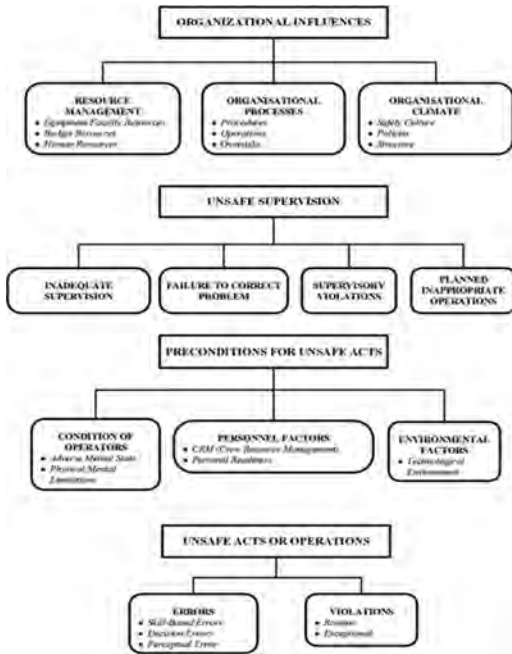 ORGANIZATIONAL INFLUENCES
RESOURCE
MANAGEMENT
• Equipment/Facility Resources
• Budget Resources
• Human Resources
ORGANISATIONAL
PROCESSES
• Procedures
• Operations
• Oversight
ORGANISATIONAL
CLIMATE
• Safety Culture
• Policies
• Structure
UNSAFE SUPERVISION
INADEQUATE
SUPERVISION
FAILURE TO CORRECT
PROBLEM
SUPERVISORY
VIOLATIONS
PLANNED
INAPPROPRIATE
OPERATIONS
PRECONDITIONS FOR UNSAFE ACTS
CONDITION OF
OPERATORS
• Adverse Mental State
• Physical/Mental
Limitations
PERSONNEL FACTORS
• CRM (Crew Resource Management)
• Personal Readiness
ENVIRONMENTAL
FACTORS
• Technological
Environment
UNSAFE ACTS OR OPERATIONS
ERRORS
• Skill-Based Errors
• Decision Errors
• Perceptual Error
VIOLATIONS
• Routine
• Exceptional